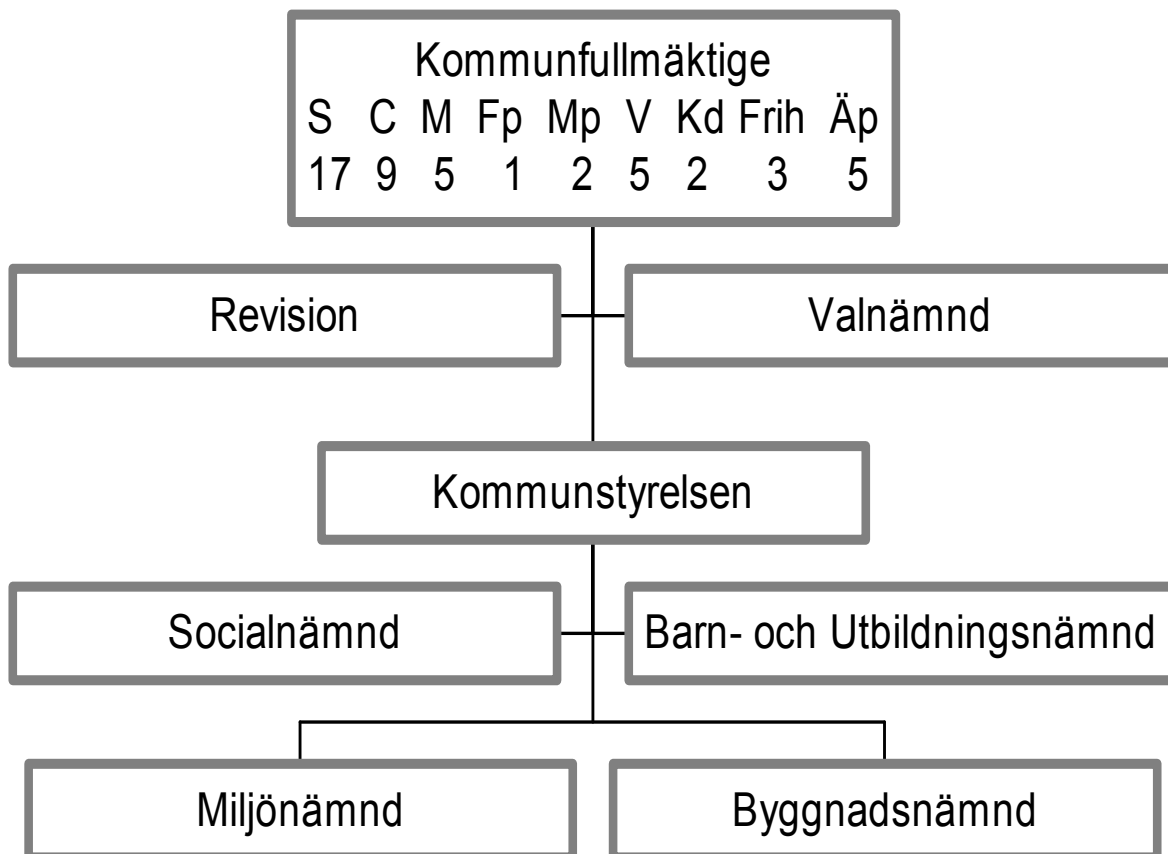 Kommunfullmäktige
S C M Fp Mp V Kd Frih Äp
17 9 5 1 2 5 2 3 5
Revision
Valnämnd
Kommunstyrelsen
Socialnämnd
Barn- och Utbildningsnämnd
Miljönämnd
Byggnadsnämnd